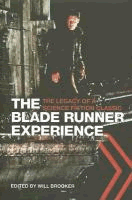 THE LEGACY OF A
SCIENCE FICTION CLASSIC
THE
BLADE RUNNER
EXPERIENCE
EDITED BY WILL BROOKER